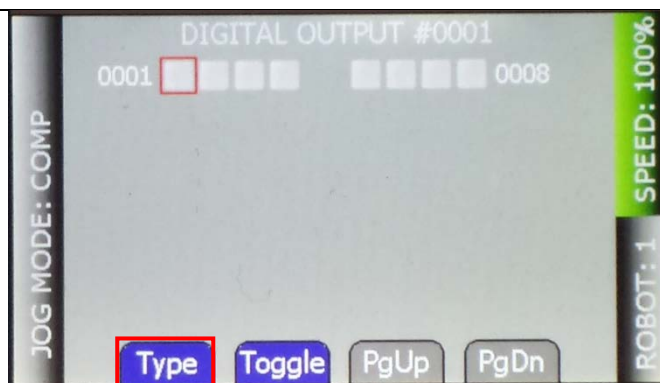 DIGITAL OUTPUT #0001
0001 0008
JOG MODE: COMP
SPEED: 100%
ROBOT: 1
Type Toggle PgUp PgDn